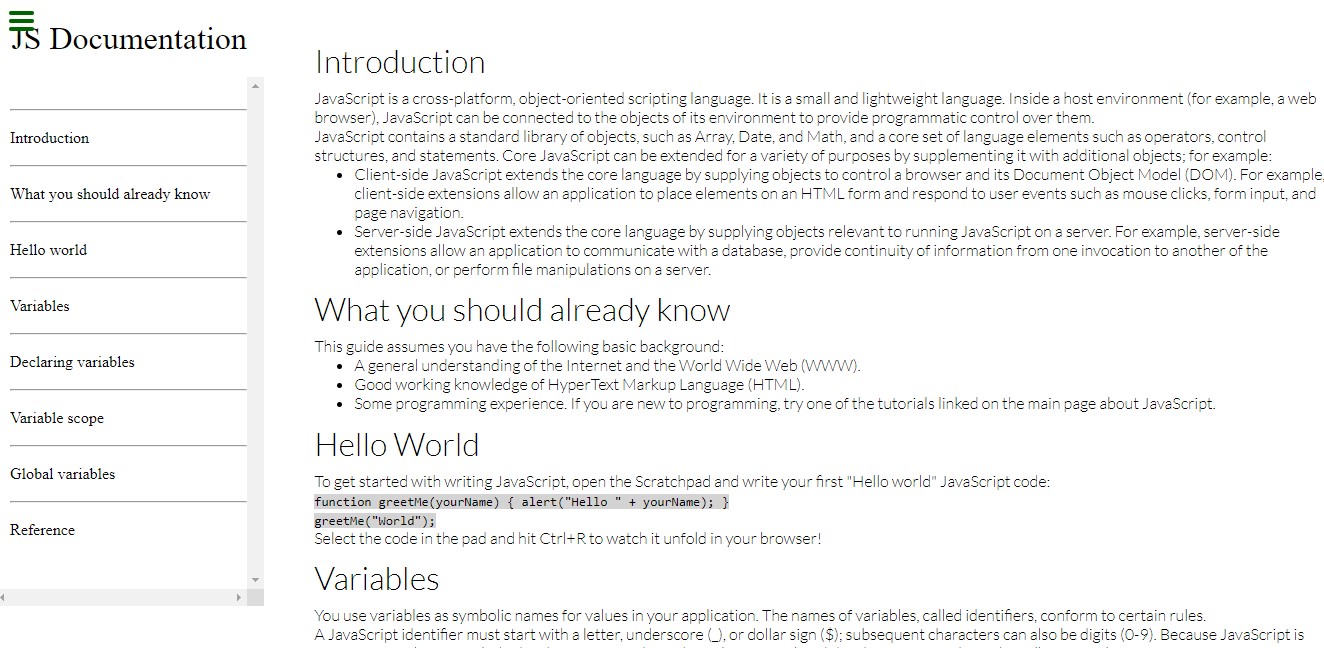 JS Documentation
Introduction
What you should already know
Hello world
Variables
Declaring variables
Variable scope
Global variables
Reference
Introduction
JavaScript is a cross-platform, object-oriented scripting language. It is a small and lightweight language. Inside a host environment (for example, a web
browser), JavaScript can be connected to the objects of its environment to provide programmatic control over them.
JavaScript contains a standard library of objects, such as Array, Date, and Math, and a core set of language elements such as operators, control
structures, and statements. Core JavaScript can be extended for a variety of purposes by supplementing it with additional objects; for example:
• Client-side JavaScript extends the core language by supplying objects to control a browser and its Document Object Model (DOM). For example,
client-side extensions allow an application to place elements on an HTML form and respond to user events such as mouse clicks, form input, and
page navigation.
• Server-side JavaScript extends the core language by supplying objects relevant to running JavaScript on a server. For example, server-side
extensions allow an application to communicate with a database, provide continuity of information from one invocation to another of the
application, or perform file manipulations on a server.
What you should already know
This guide assumes you have the following basic background:
• A general understanding of the Internet and the World Wide Web (WWW).
• Good working knowledge of HyperText Markup Language (HTML).
• Some programming experience. If you are new to programming, try one of the tutorials linked on the main page about JavaScript.
Hello World
To get started with writing JavaScript, open the Scratchpad and write your first "Hello world" JavaScript code:
function greetMe(yourName) { alert("Hello " + yourName); }
greetMe("World");
Select the code in the pad and hit Ctrl+R to watch it unfold in your browser!
Variables
You use variables as symbolic names for values in your application. The names of variables, called identifiers, conform to certain rules.
A JavaScript identifier must start with a letter, underscore (_), or dollar sign ($); subsequent characters can also be digits (0-9). Because JavaScript is